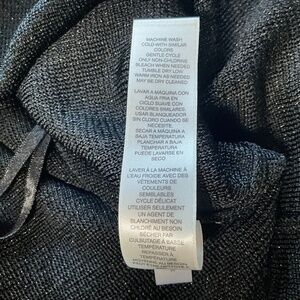 MACHINE WASH
COLD-WITH SIMILAR
COLORS
GENTLE CYCLE
ONLY NON-CHLORINE
BLEACH WHEN NEEDED
TUMBLE DRY LOW
WARM IRON AS NEEDED
MAY BE DRY CLEANED
LAVAR A MAQUINA CON
AGUA FRIA EN
CICLO SUAVE CON
COLORES SIMILARES.
USAR BLANQUEADOR
SIN CLORO CUANDO SE
NECESITE.
SECAR A MÁQUINA A
BAJA TEMPERATURA
PLANCHAR A BAJA
TEMPERATURA
PUEDE LAVARSE EN
SECO
LAVER À LA MACHINE À
L'EAU FROIDE AVEC DES
VÊTEMENTS DE
COULEURS
SEMBLABLES
CYCLE DÉLICAT
UTILISER SEULEMENT
UN AGENT DE
BLANCHIMENT NON
CHLORÉ AU BESOIN
SÉCHER PAR
CULBUTAGE À BASSE
TEMPÉRATURE
REPASSER À
TEMPÉRATURE